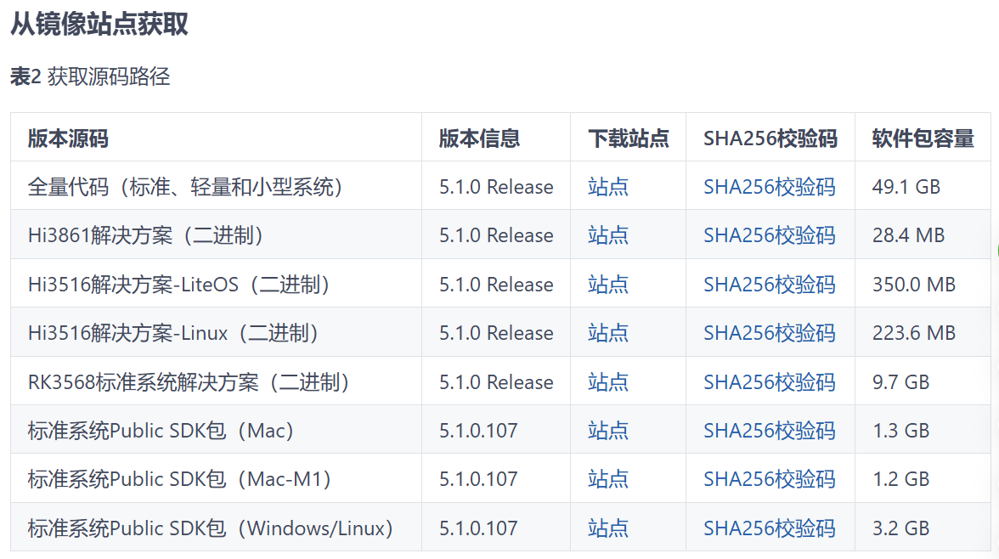 从镜像站点获取
表2 获取源码路径
版本源码 版本信息 下载站点 SHA256校验码 软件包容量
全量代码（标准、轻量和小型系统） 5.1.0 Release 站点 SHA256校验码 49.1 GB
Hi3861解决方案（二进制） 5.1.0 Release 站点 SHA256校验码 28.4 MB
Hi3516解决方案-LiteOS（二进制） 5.1.0 Release 站点 SHA256校验码 350.0 MB
Hi3516解决方案-Linux（二进制） 5.1.0 Release 站点 SHA256校验码 223.6 MB
RK3568标准系统解决方案（二进制） 5.1.0 Release 站点 SHA256校验码 9.7 GB
标准系统Public SDK包（Mac） 5.1.0.107 站点 SHA256校验码 1.3 GB
标准系统Public SDK包（Mac-M1） 5.1.0.107 站点 SHA256校验码 1.2 GB
标准系统Public SDK包（Windows/Linux） 5.1.0.107 站点 SHA256校验码 3.2 GB